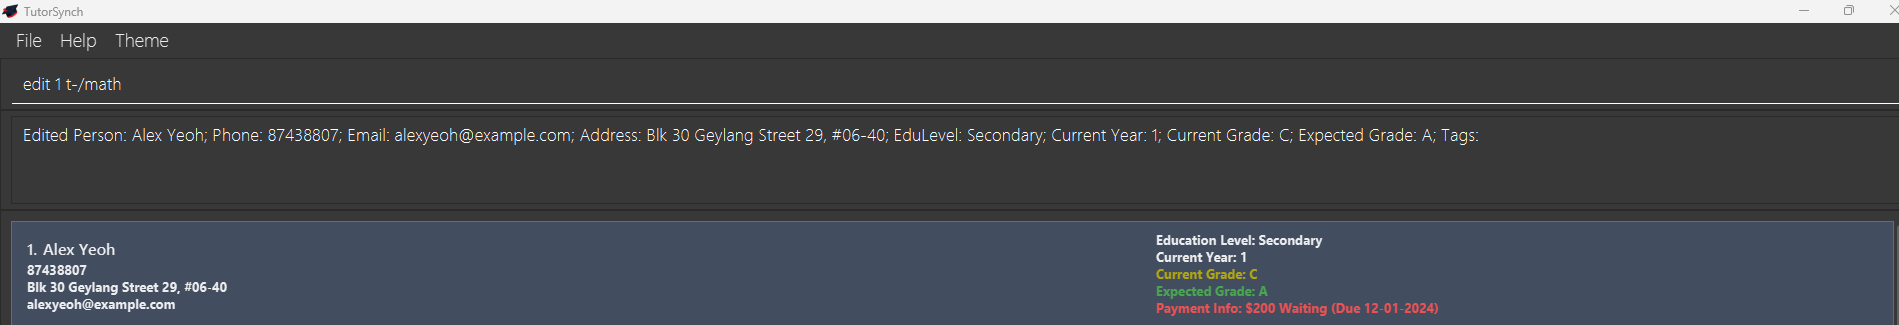 TutorSynch
File Help Theme
edit 1 t-/math
Edited Person: Alex Yeoh; Phone: 87438807; Email: alexyeoh@example.com; Address: Blk 30 Geylang Street 29, #06-40; EduLevel: Secondary; Current Year: 1; Current Grade: C; Expected Grade: A; Tags:
1. Alex Yeoh
87438807
Blk 30 Geylang Street 29, #06-40
alexyeoh@example.com
Education Level: Secondary
Current Year: 1
Current Grade: C
Expected Grade: A
Payment Info: $200 Waiting (Due 12-01-2024)